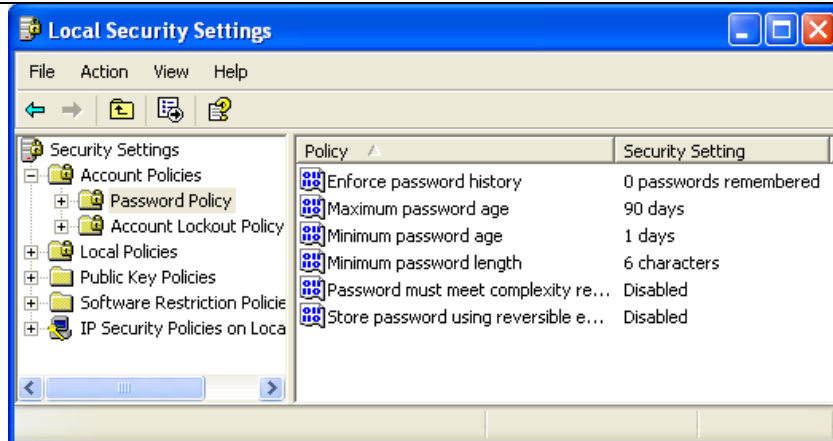 Local Security Settings
File Action View Help
Security Settings
Account Policies
Password Policy
Account Lockout Policy
Local Policies
Public Key Policies
Software Restriction Policie
IP Security Policies on Loca
Policy Security Setting
Enforce password history 0 passwords remembered
Maximum password age 90 days
Minimum password age 1 days
Minimum password length 6 characters
Password must meet complexity re... Disabled
Store password using reversible e... Disabled